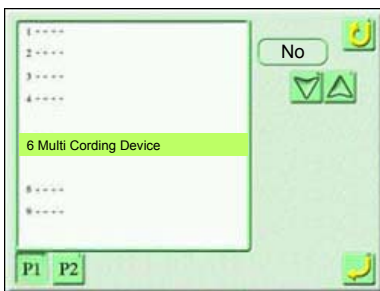 1 ----
2 ----
3 ----
4 ----
6 Multi Cording Device
8 ----
9 ----
No
P1 P2